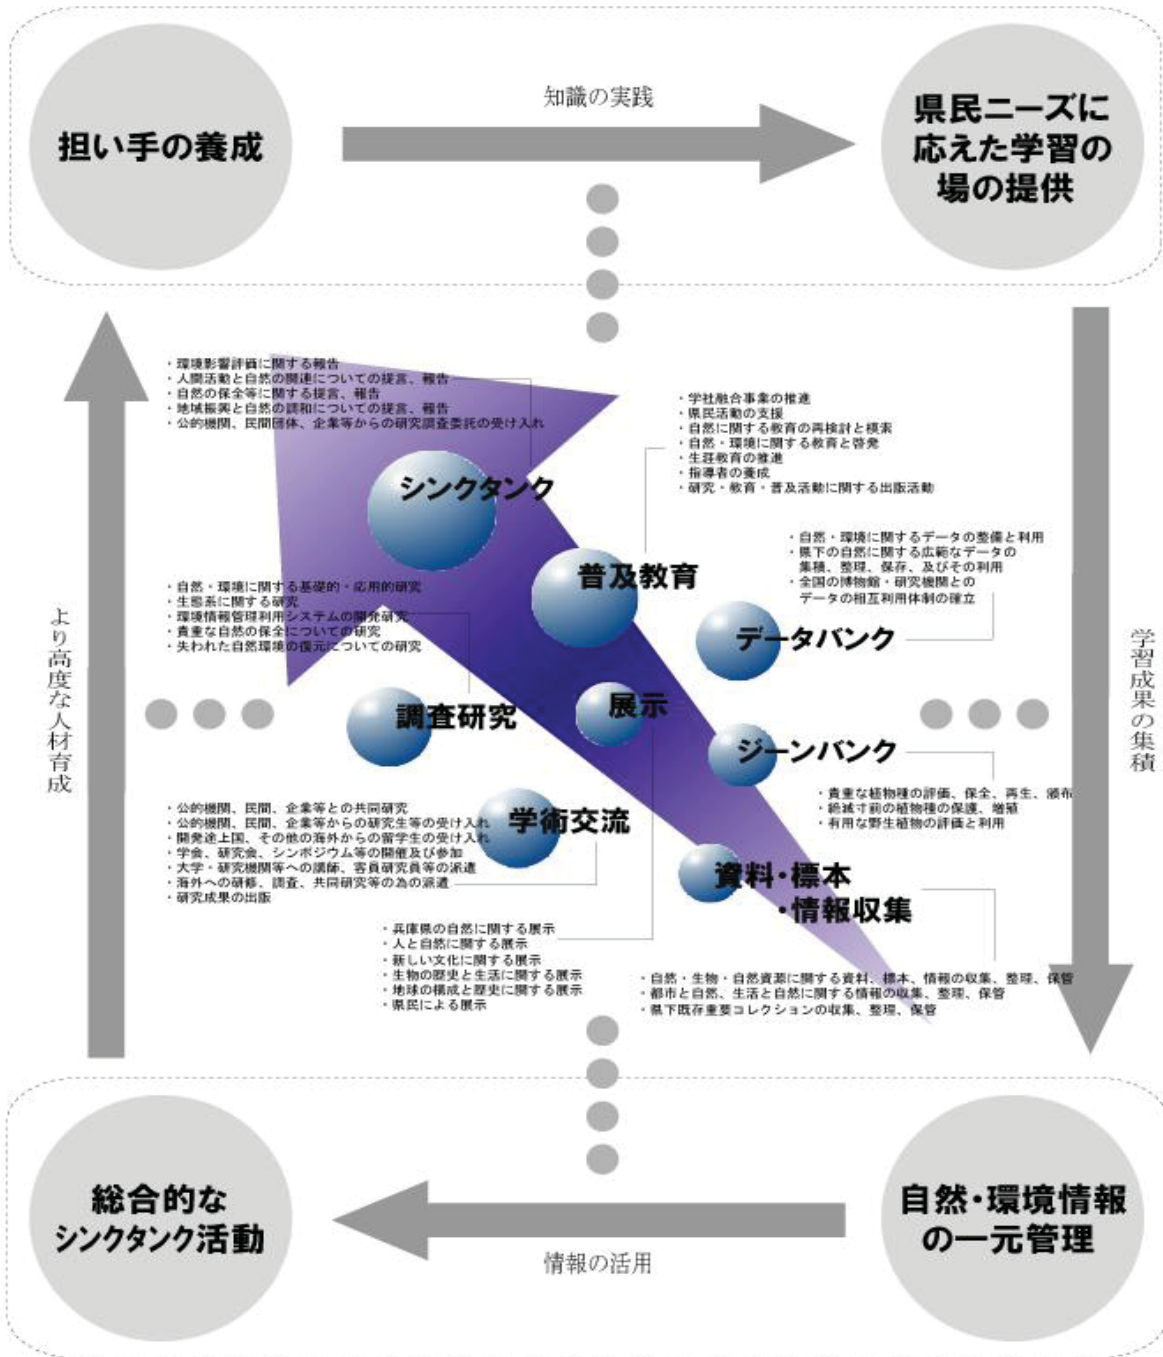 知識の実践
担い手の養成
県民ニーズに
応えた学習の
場の提供
・環境影響評価に関する報告
・人間活動と自然の関連についての提言、報告
・自然の保全等に関する提言、報告
・地域振興と自然の調和についての提言、報告
・公的機関、民間団体、企業等からの研究調査委託の受け入れ
シンクタンク
・学社融合事業の推進
・県民活動の支援
・自然に関する教育の再検討と模索
・自然・環境に関する教育と啓発
・生涯教育の推進
・指導者の養成
・研究・教育・普及活動に関する出版活動
普及教育
・自然・環境に関するデータの整備と利用
・県下の自然に関する広範なデータの
集積、整理、保存、及びその利用
・全国の博物館・研究機関との
データの相互利用体制の確立
データバンク
・自然・環境に関する基礎的・応用的研究
・生態系に関する研究
・環境情報管理利用システムの開発研究
・貴重な自然の保全についての研究
・失われた自然環境の復元についての研究
調査研究
展示
ジーンバンク
・貴重な植物種の評価、保全、再生、頒布
・絶滅寸前の植物種の保護、増殖
・有用な野生植物の評価と利用
より高度な人材育成
学習成果の集積
・公的機関、民間、企業等との共同研究
・公的機関、民間、企業等からの研究生等の受け入れ
・開発途上国、その他の海外からの留学生の受け入れ
・学会、研究会、シンポジウム等の開催及び参加
・大学・研究機関等への講師、客員研究員等の派遣
・海外への研修、調査、共同研究等の為の派遣
・研究成果の出版
学術交流
資料・標本
・情報収集
・兵庫県の自然に関する展示
・人と自然に関する展示
・新しい文化に関する展示
・生物の歴史と生活に関する展示
・地球の構成と歴史に関する展示
・県民による展示
・自然・生物・自然資源に関する資料、標本、情報の収集、整理、保管
・都市と自然、生活と自然に関する情報の収集、整理、保管
・県下既存重要コレクションの収集、整理、保管
総合的な
シンクタンク活動
自然・環境情報
の一元管理
情報の活用